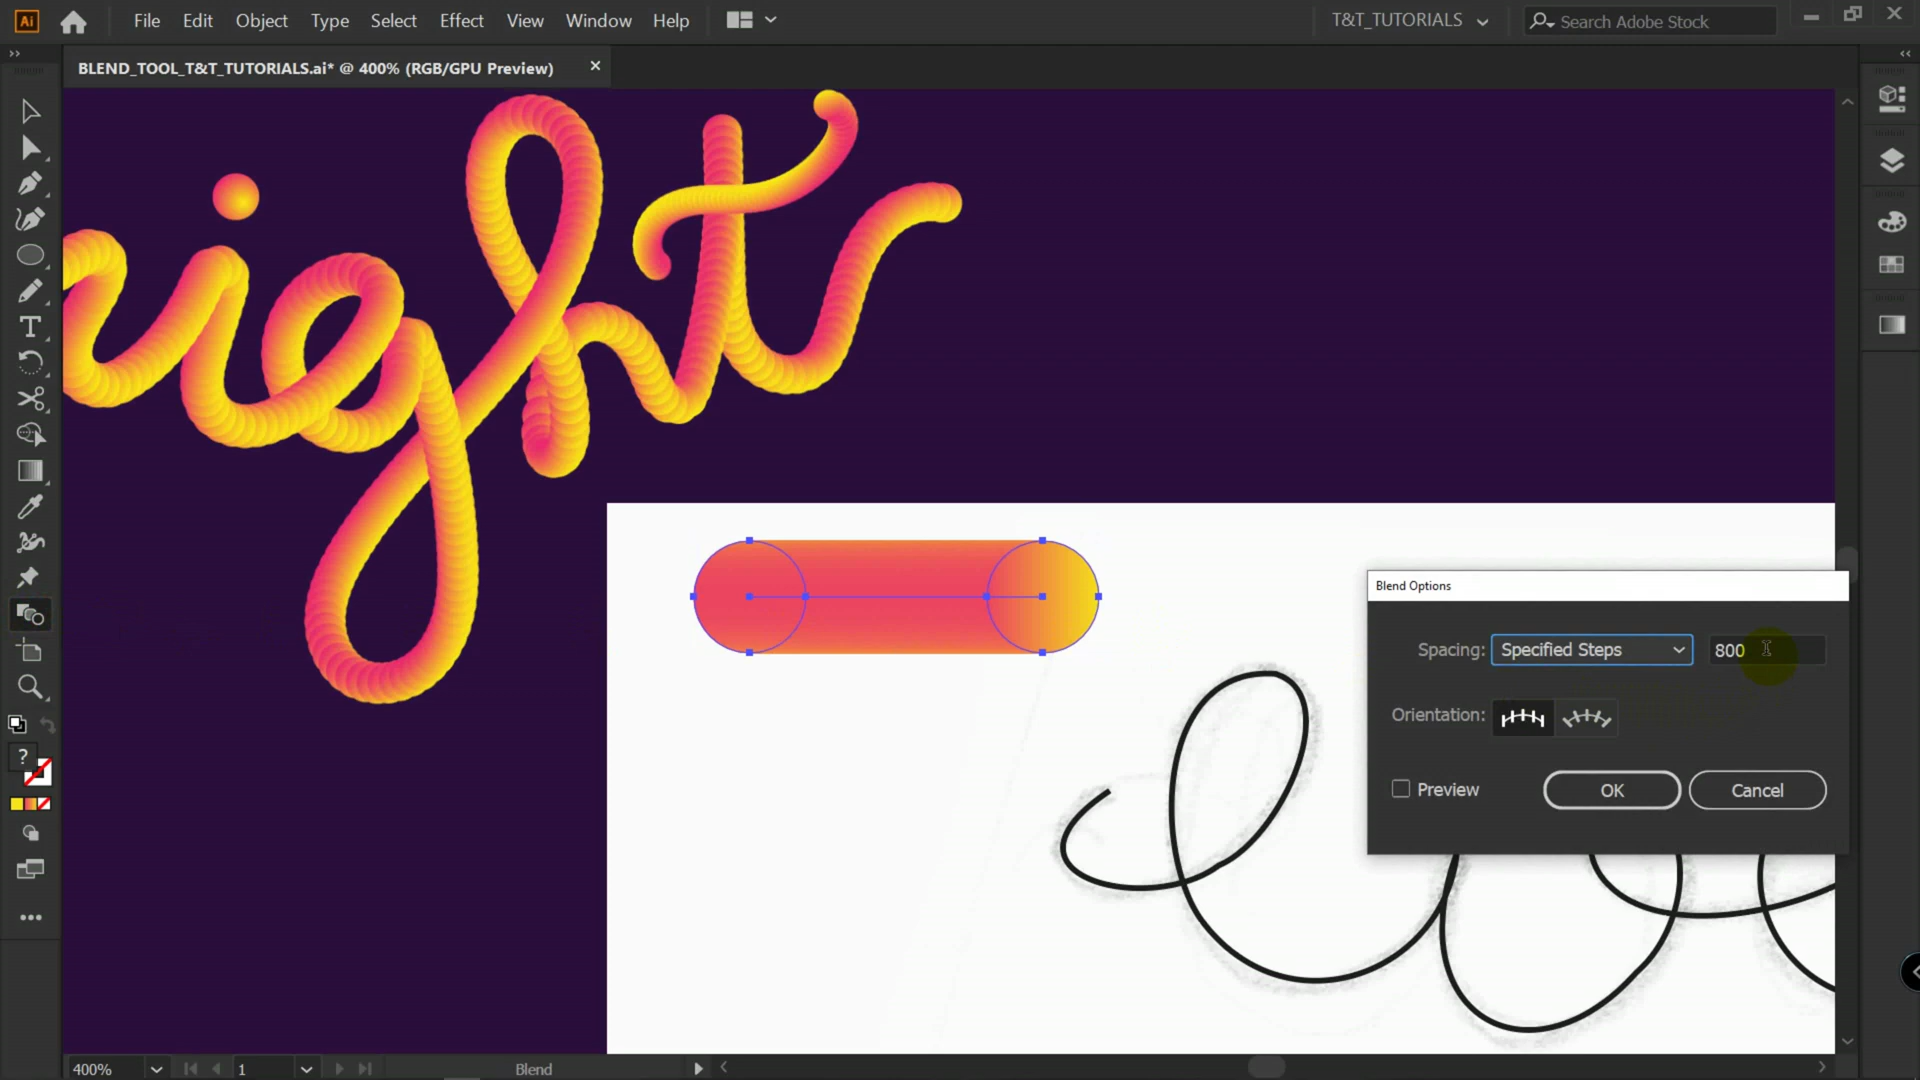 Ai File Edit Object Type Select Effect View Window Help T&T_TUTORIALS Search Adobe Stock
BLEND_TOOL_T&T_TUTORIALS.ai* @ 400% (RGB/GPU Preview)
ight
Blend Options
Spacing: Specified Steps 800
Orientation:
Preview OK Cancel
?
400% 1 Blend